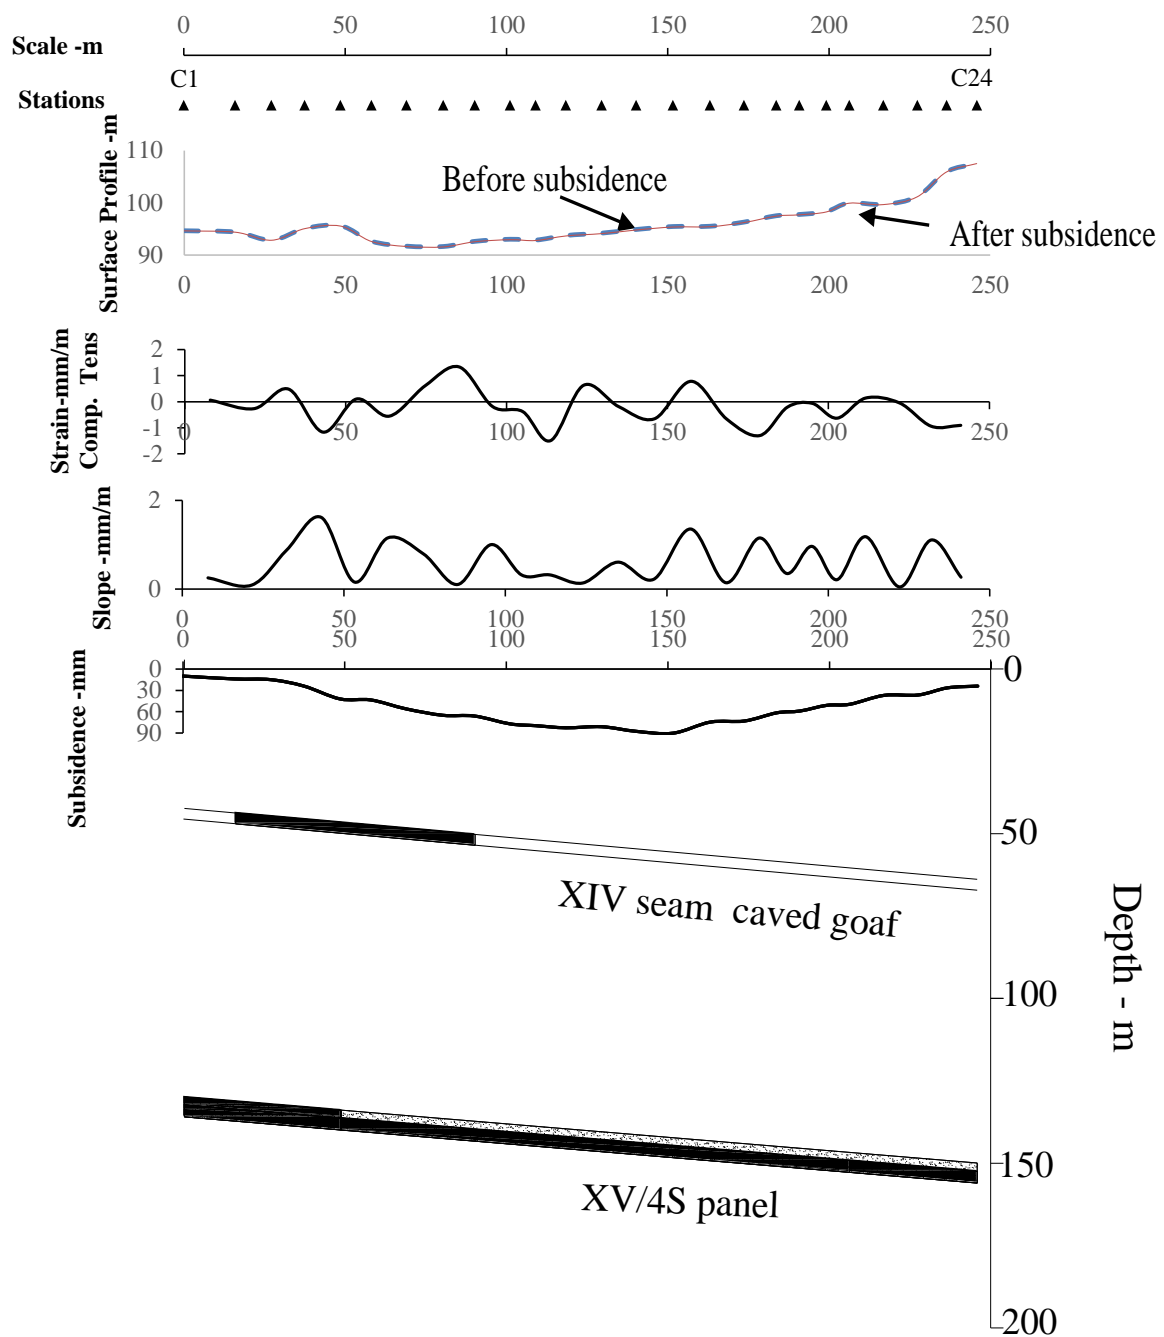 0 50 100 150 200 250
Scale -m
C1 C24
Stations
Surface Profile -m
110
100
90
Before subsidence
After subsidence
0 50 100 150 200 250
Strain-mm/m
Comp. Tens
2
1
0
-1
-2
0 50 100 150 200 250
Slope -mm/m
2
0
0 50 100 150 200 250
0 50 100 150 200 250
Subsidence -mm
0
30
60
90
0
50
XIV seam caved goaf
Depth - m
100
150
XV/4S panel
200